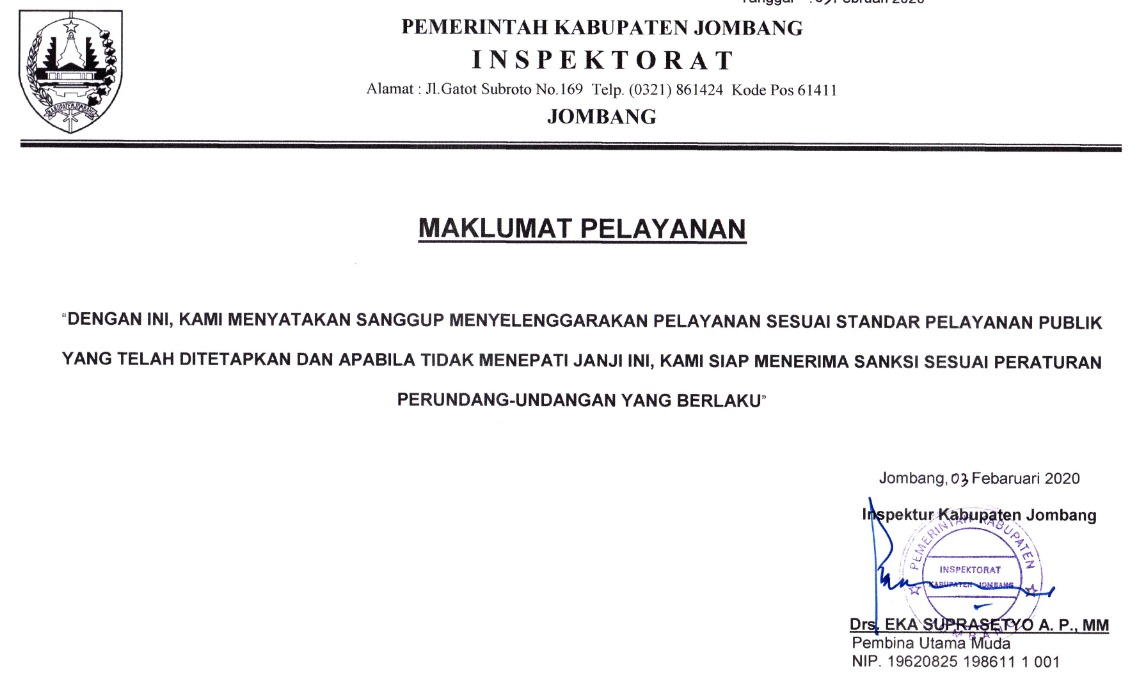 Tanggal : 03 Februari 2020
PEMERINTAH KABUPATEN JOMBANG
INSPEKTORAT
Alamat : Jl.Gatot Subroto No.169 Telp. (0321) 861424 Kode Pos 61411
JOMBANG
MAKLUMAT PELAYANAN
"DENGAN INI, KAMI MENYATAKAN SANGGUP MENYELENGGARAKAN PELAYANAN SESUAI STANDAR PELAYANAN PUBLIK
YANG TELAH DITETAPKAN DAN APABILA TIDAK MENEPATI JANJI INI, KAMI SIAP MENERIMA SANKSI SESUAI PERATURAN
PERUNDANG-UNDANGAN YANG BERLAKU"
Jombang, 03 Febaruari 2020
Inspektur Kabupaten Jombang
PEMERINTAH KABUPATEN
INSPEKTORAT
KABUPATEN JOMBANG
JOMBANG
Drs. EKA SUPRASETYO A. P., MM
Pembina Utama Muda
NIP. 19620825 198611 1 001